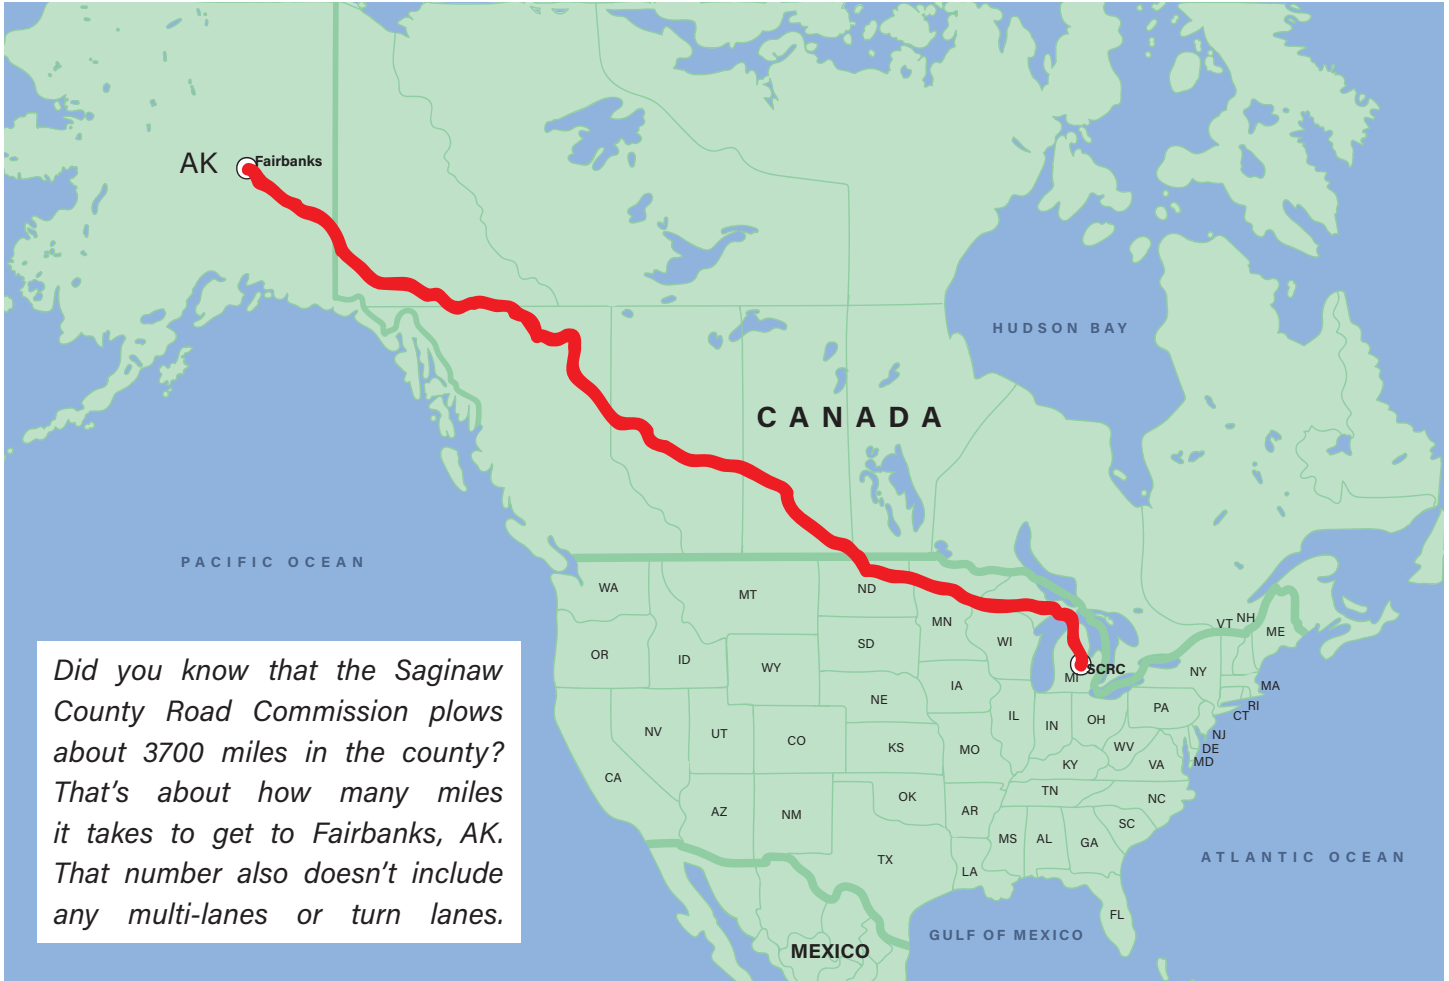 AK
Fairbanks
HUDSON BAY
CANADA
PACIFIC OCEAN
WA
MT
ND
MN
WI
VT
NH
ME
OR
ID
WY
SD
SCRC
MI
NY
MA
IA
NE
RI
CT
PA
IL
IN
OH
NV
UT
CO
KS
MO
WV
NJ
DE
MD
VA
KY
CA
TN
NC
OK
AR
AZ
NM
SC
MS
AL
GA
TX
LA
ATLANTIC OCEAN
FL
GULF OF MEXICO
MEXICO
Did you know that the Saginaw
County Road Commission plows
about 3700 miles in the county?
That’s about how many miles
it takes to get to Fairbanks, AK.
That number also doesn’t include
any multi-lanes or turn lanes.